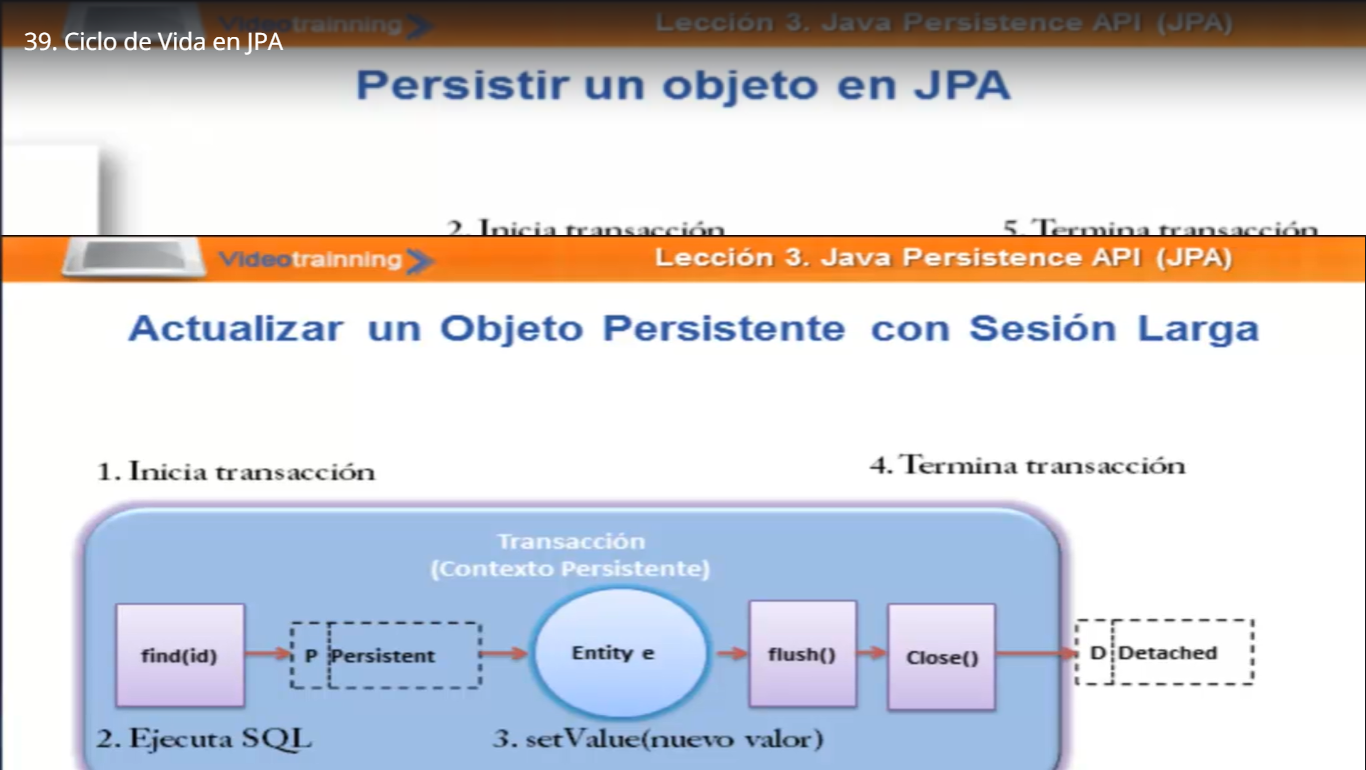 Videotrainning
Lección 3. Java Persistence API (JPA)
39. Ciclo de Vida en JPA
Persistir un objeto en JPA
2. Inicia transacción
5. Termina transacción
Videotrainning
Lección 3. Java Persistence API (JPA)
Actualizar un Objeto Persistente con Sesión Larga
1. Inicia transacción
4. Termina transacción
Transacción
(Contexto Persistente)
find(id)
P Persistent
Entity e
flush()
Close()
D Detached
2. Ejecuta SQL
3. setValue(nuevo valor)